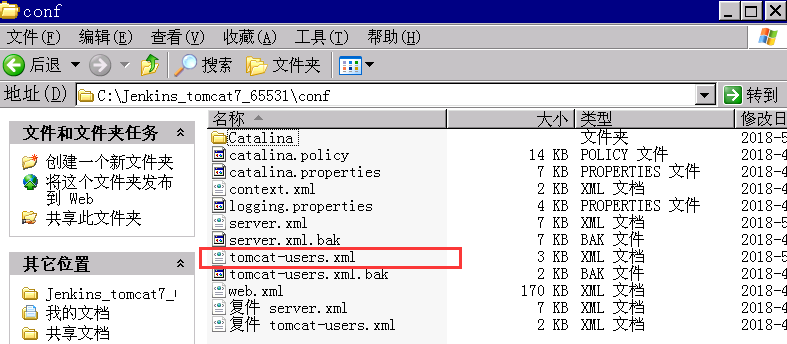 conf
文件(F) 编辑(E) 查看(V) 收藏(A) 工具(T) 帮助(H)
后退 搜索 文件夹
地址(D) C:\Jenkins_tomcat7_65531\conf 转到
文件和文件夹任务
创建一个新文件夹
将这个文件夹发布到 Web
共享此文件夹
其它位置
Jenkins_tomcat7_
我的文档
共享文档
名称 大小 类型 修改日
Catalina 文件夹 2018-5
catalina.policy 14 KB POLICY 文件 2018-4
catalina.properties 7 KB PROPERTIES 文件 2018-4
context.xml 2 KB XML 文档 2018-4
logging.properties 4 KB PROPERTIES 文件 2018-4
server.xml 7 KB XML 文档 2018-5
server.xml.bak 7 KB BAK 文件 2018-4
tomcat-users.xml 3 KB XML 文档 2018-5
tomcat-users.xml.bak 2 KB BAK 文件 2018-4
web.xml 170 KB XML 文档 2018-4
复件 server.xml 7 KB XML 文档 2018-4
复件 tomcat-users.xml 2 KB XML 文档 2018-4